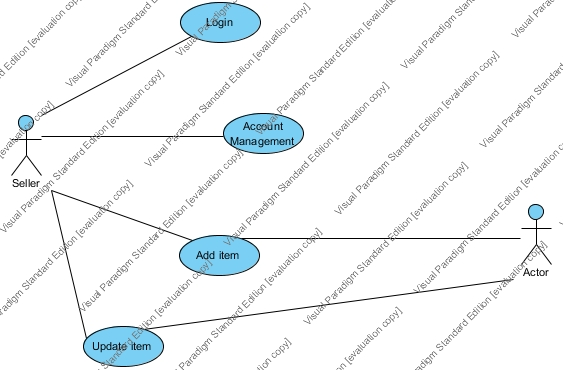 Login
Account
Management
Seller
Add item
Actor
Update item
Visual Paradigm Standard Edition [evaluation copy]